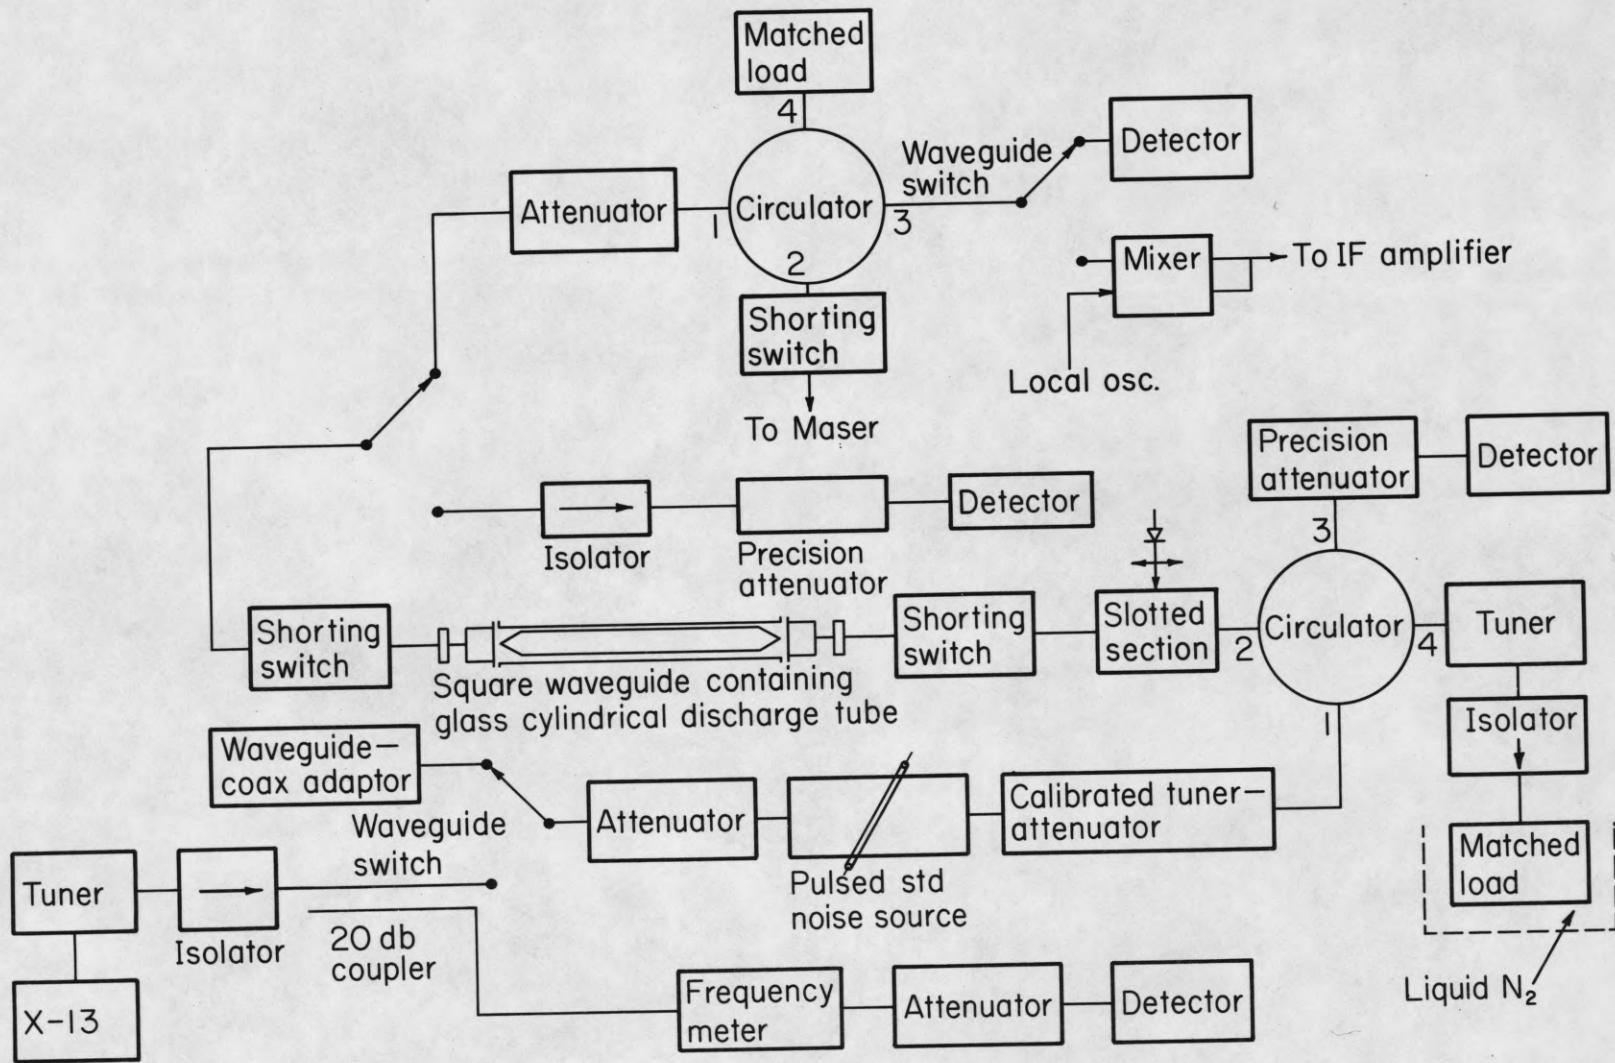 Matched
load
4
Circulator
1
2
3
Attenuator
Waveguide
switch
Detector
Mixer
To IF amplifier
Local osc.
Shorting
switch
To Maser
Precision
attenuator
Detector
Isolator
Precision
attenuator
Detector
3
Circulator
2
4
1
Tuner
Shorting
switch
Square waveguide containing
glass cylindrical discharge tube
Shorting
switch
Slotted
section
Isolator
Matched
load
Liquid N₂
Waveguide—
coax adaptor
Waveguide
switch
Attenuator
Pulsed std
noise source
Calibrated tuner—
attenuator
Tuner
Isolator
20 db
coupler
X-13
Frequency
meter
Attenuator
Detector